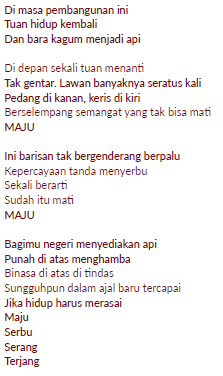 Di masa pembangunan ini
Tuan hidup kembali
Dan bara kagum menjadi api
Di depan sekali tuan menanti
Tak gentar. Lawan banyaknya seratus kali
Pedang di kanan, keris di kiri
Berselempang semangat yang tak bisa mati
MAJU
Ini barisan tak bergenderang berpalu
Kepercayaan tanda menyerbu
Sekali berarti
Sudah itu mati
MAJU
Bagimu negeri menyediakan api
Punah di atas menghamba
Binasa di atas di tindas
Sungguhpun dalam ajal baru tercapai
Jika hidup harus merasai
Maju
Serbu
Serang
Terjang